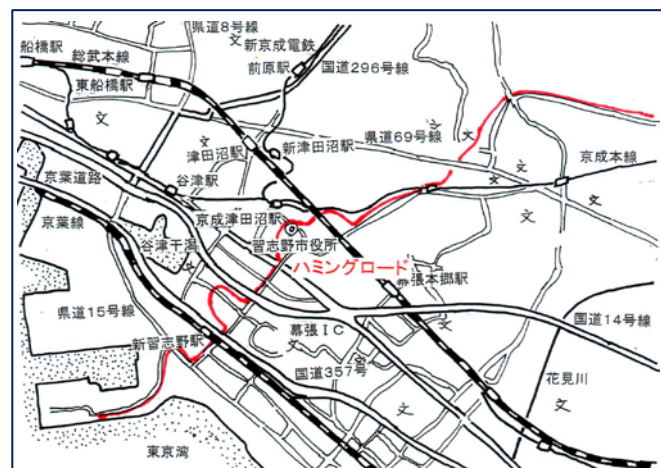 県道8号線
文
新京成電鉄
船橋駅
総武本線
前原駅
国道296号線
東船橋駅
文
文
新津田沼駅
県道69号線
文
文
津田沼駅
京葉道路
谷津駅
文
京成本線
文
京葉線
京成津田沼駅
文
谷津干潟
習志野市役所
ハミングロード
幕張本郷駅
県道15号線
幕張IC
文
国道14号線
新習志野駅
国道357号
文
花見川
文
東京湾